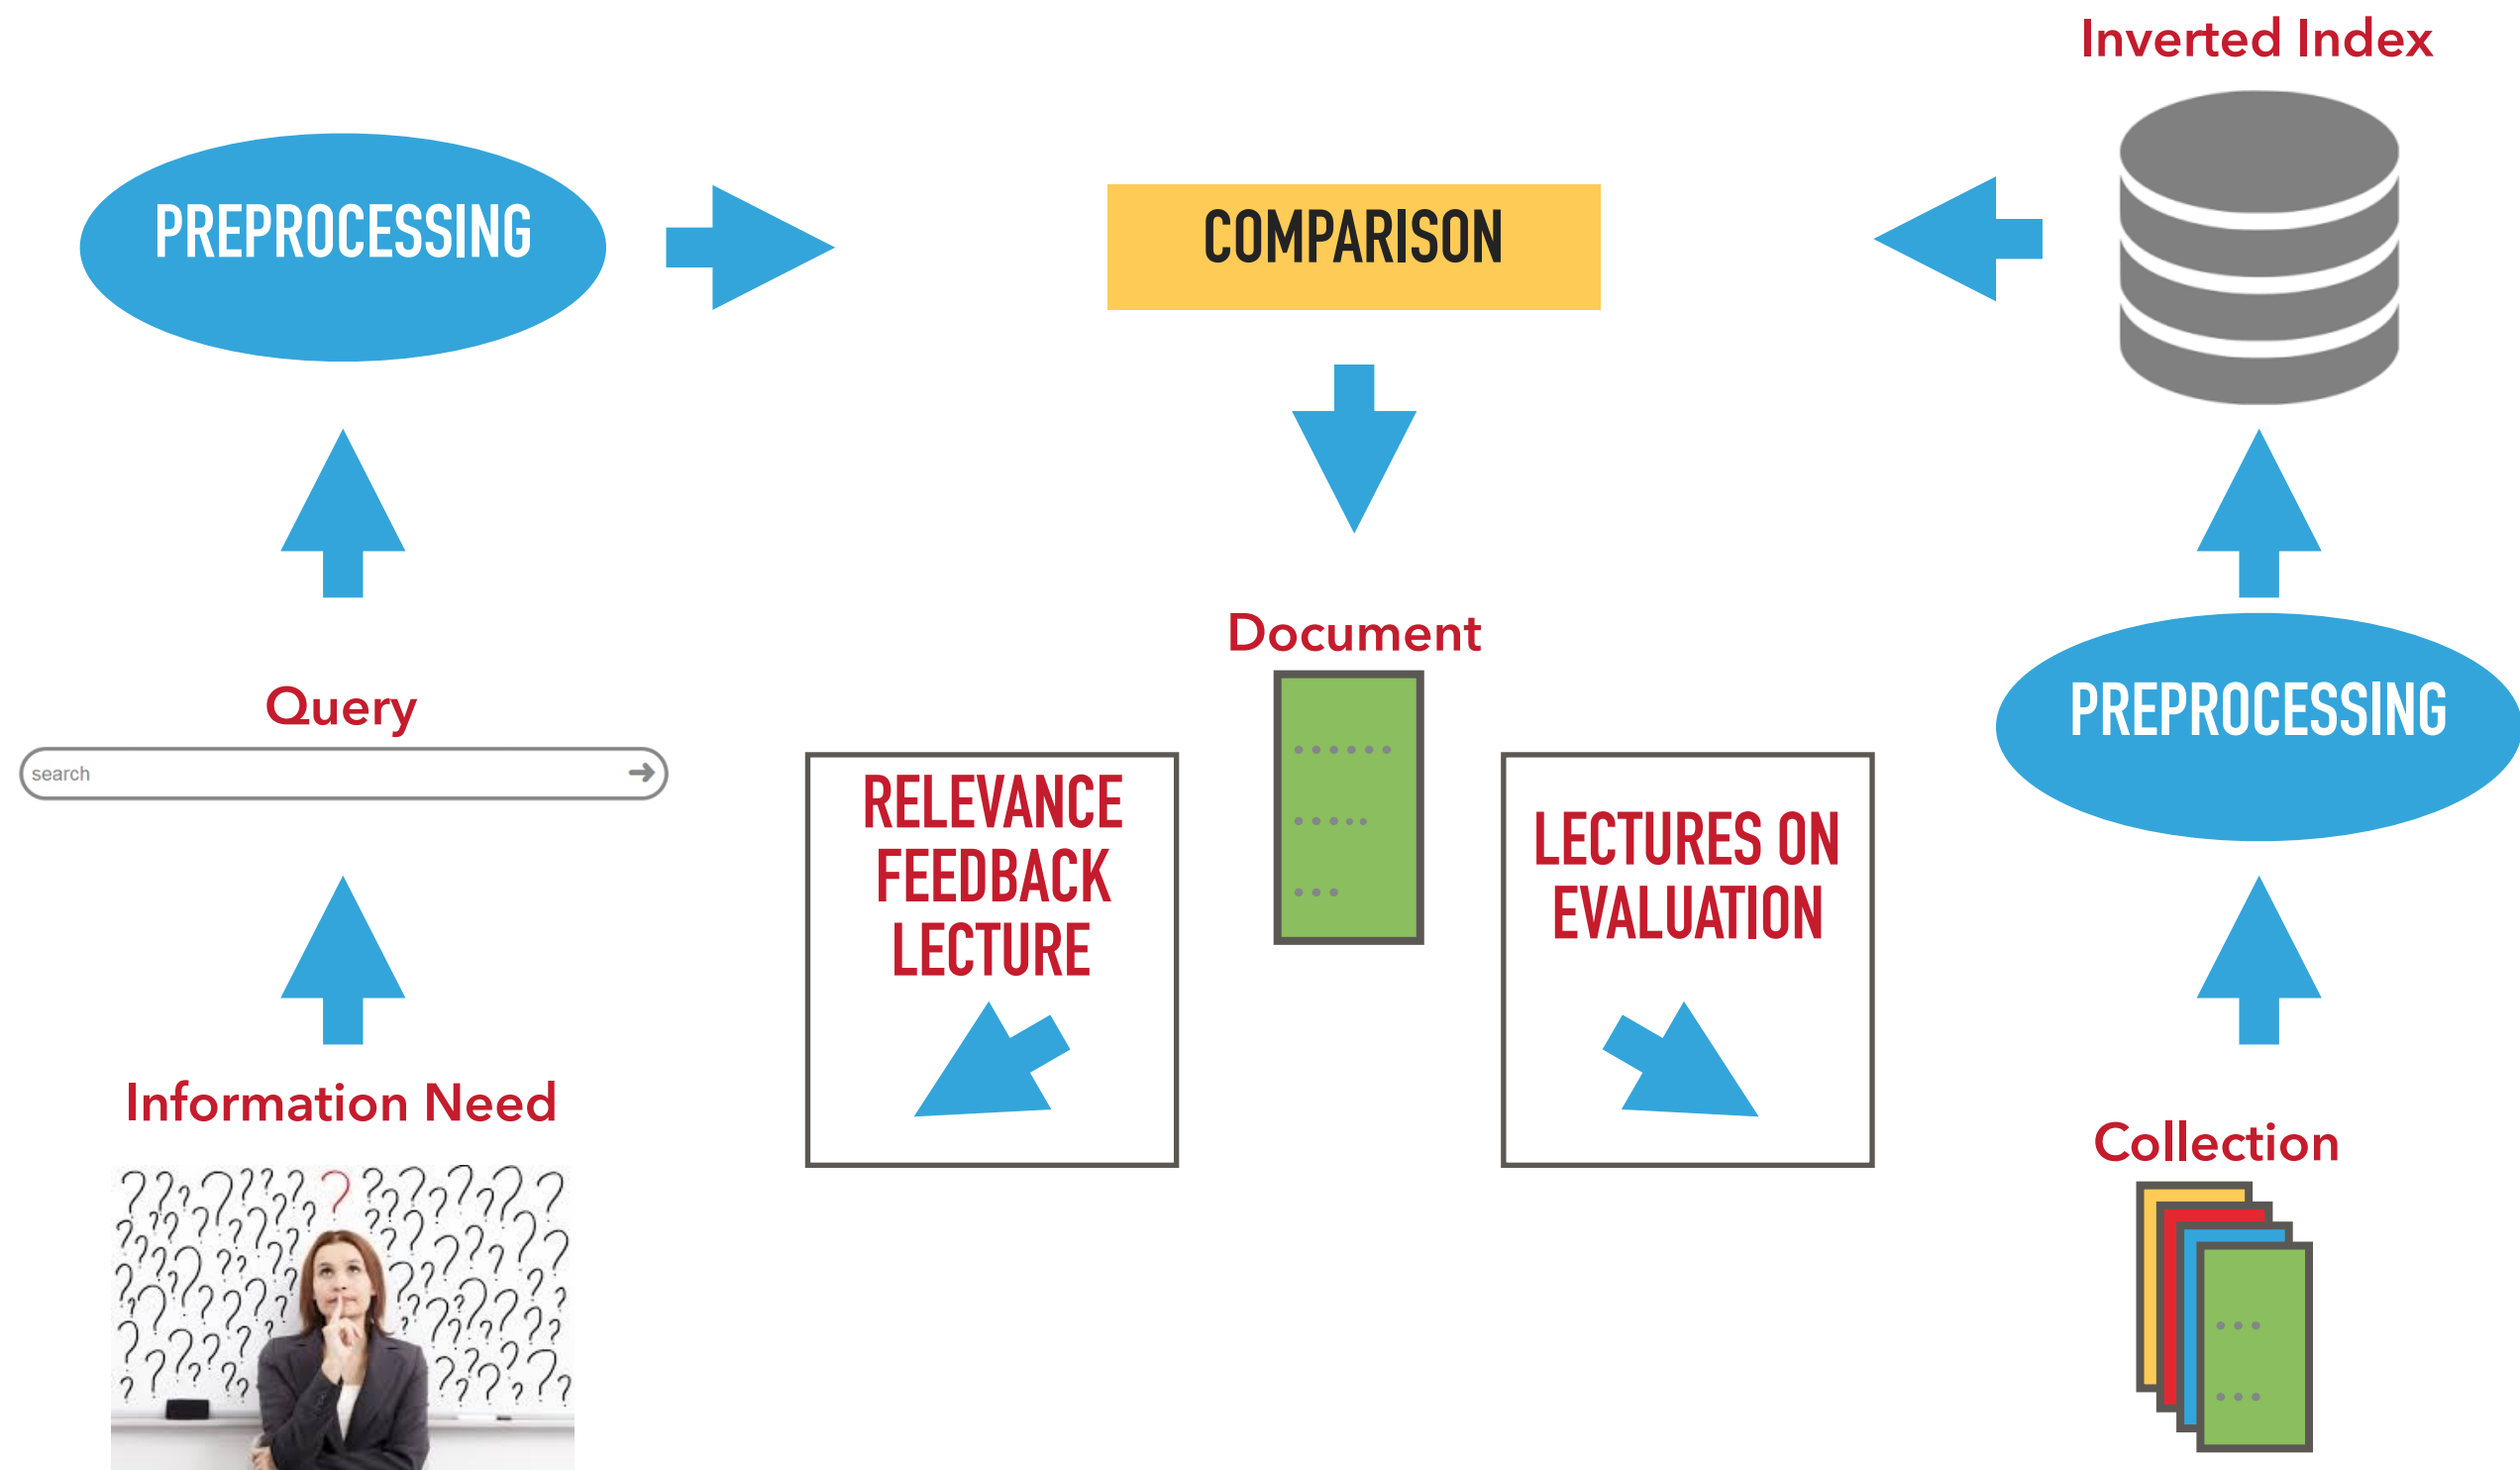 Inverted Index
PREPROCESSING
COMPARISON
Document
Query
search
PREPROCESSING
RELEVANCE
FEEDBACK
LECTURE
LECTURES ON
EVALUATION
Information Need
Collection